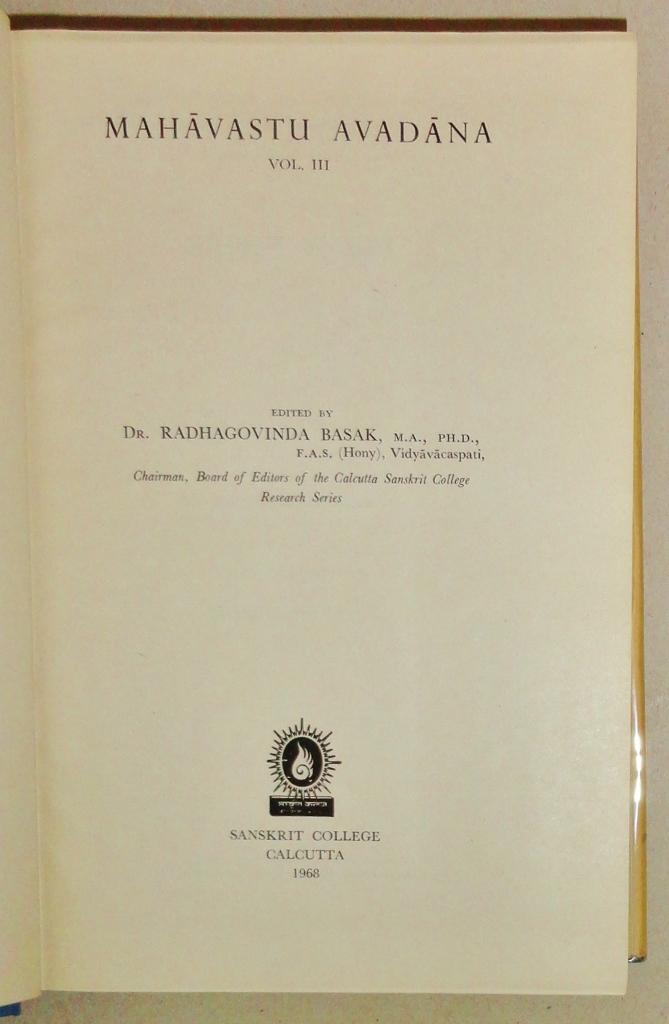 MAHĀVASTU AVADĀNA
VOL. III
EDITED BY
DR. RADHAGOVINDA BASAK, M.A., PH.D.,
F.A.S. (Hony), Vidyāvācaspati,
Chairman, Board of Editors of the Calcutta Sanskrit College
Research Series
SANSKRIT COLLEGE
CALCUTTA
1968